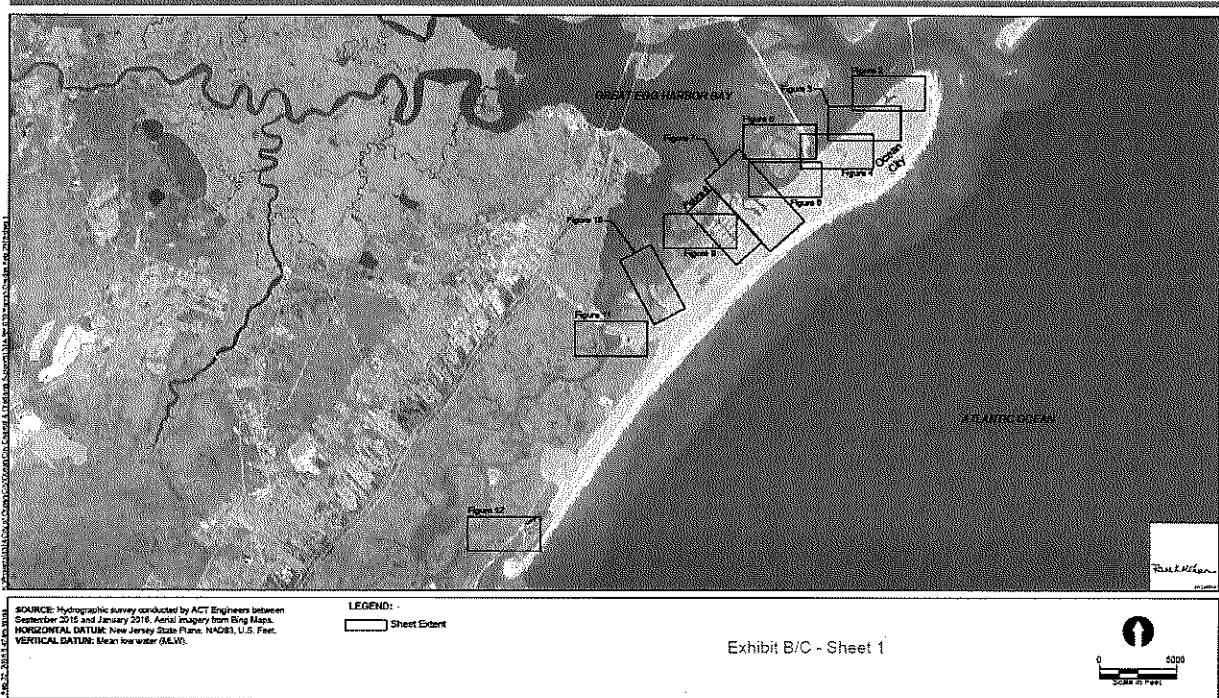 GREAT EGG HARBOR BAY
Figure 2
Figure 3
Figure 6
Figure 4
Ocean City
Figure 7
Figure 8
Figure 5
Figure 10
Figure 9
Figure 11
ATLANTIC OCEAN
Figure 12
SOURCE: Hydrographic survey conducted by ACT Engineers between
September 2015 and January 2016. Aerial imagery from Bing Maps.
HORIZONTAL DATUM: New Jersey State Plane, NAD83, U.S. Feet.
VERTICAL DATUM: Mean low water (MLW).
LEGEND:
Sheet Extent
Exhibit B/C - Sheet 1
0 5000
Scale in Feet